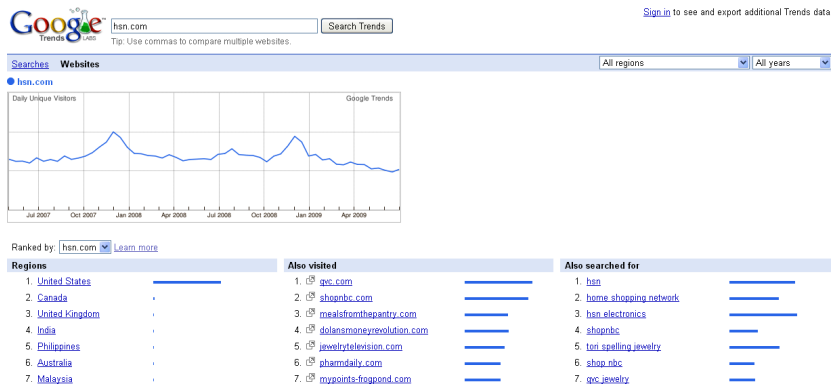 Google
Trends LABS
hsn.com
Search Trends
Tip: Use commas to compare multiple websites.
Sign in to see and export additional Trends data
Searches Websites
All regions All years
hsn.com
Daily Unique Visitors Google Trends
Jul 2007 Oct 2007 Jan 2008 Apr 2008 Jul 2008 Oct 2008 Jan 2009 Apr 2009
Ranked by: hsn.com Learn more
Regions
1. United States
2. Canada
3. United Kingdom
4. India
5. Philippines
6. Australia
7. Malaysia
Also visited
1. qvc.com
2. shopnbc.com
3. mealsfromthepantry.com
4. dolansmoneyrevolution.com
5. jewelrytelevision.com
6. pharmdaily.com
7. mypoints-frogpond.com
Also searched for
1. hsn
2. home shopping network
3. hsn electronics
4. shopnbc
5. tori spelling jewelry
6. shop nbc
7. qvc jewelry